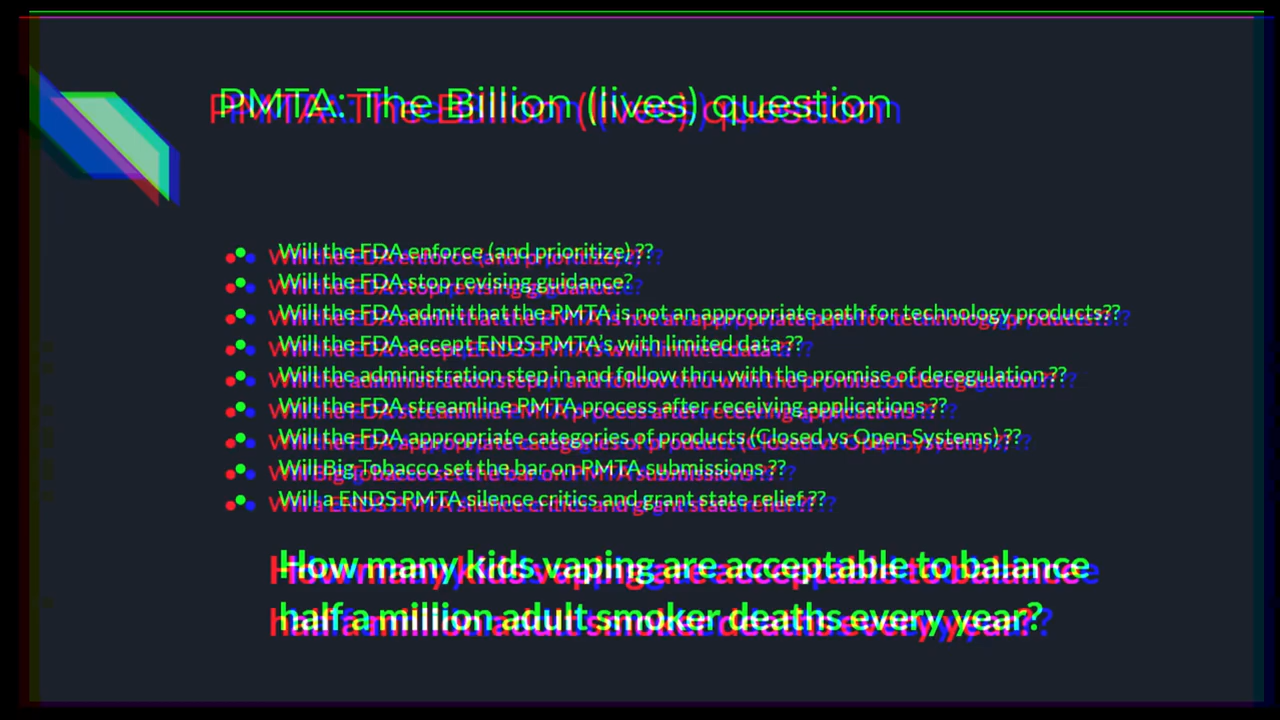 PMTA: The Billion (lives) question
Will the FDA enforce (and prioritize) ??
Will the FDA stop revising guidance?
Will the FDA admit that the PMTA is not an appropriate path for technology products??
Will the FDA accept ENDS PMTA's with limited data ??
Will the administration step in and follow thru with the promise of deregulation ??
Will the FDA streamline PMTA process after receiving applications ??
Will the FDA appropriate categories of products (Closed vs Open Systems) ??
Will Big Tobacco set the bar on PMTA submissions ??
Will a ENDS PMTA silence critics and grant state relief ??
How many kids vaping are acceptable to balance
half a million adult smoker deaths every year?